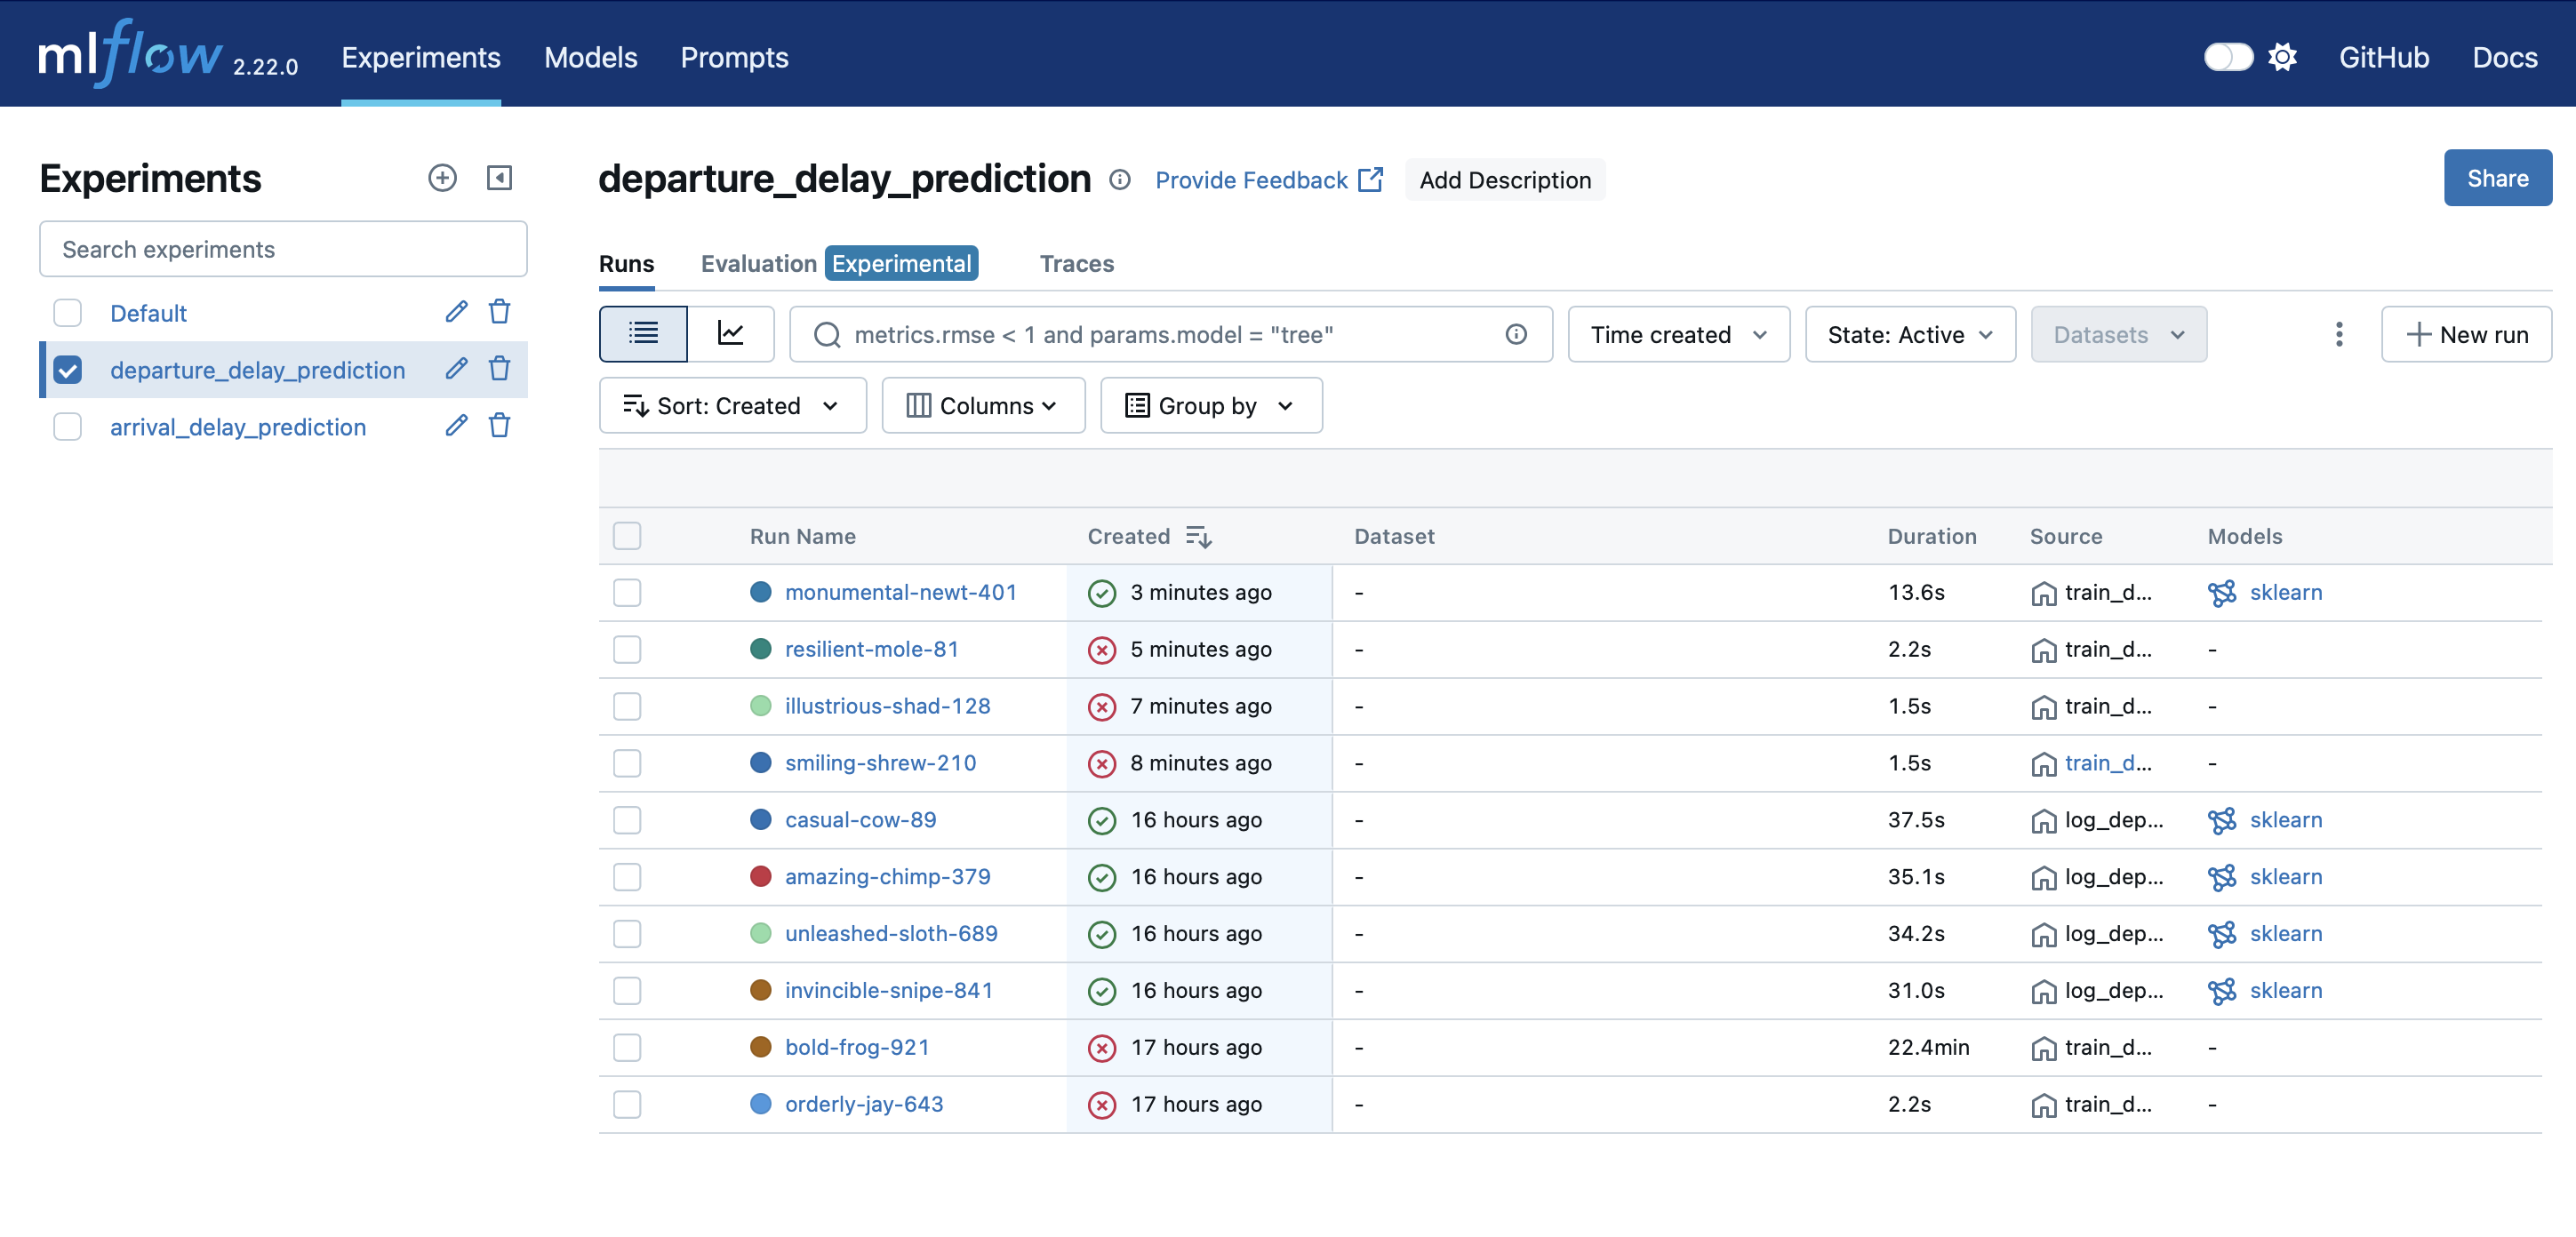 mlflow 2.22.0 Experiments Models Prompts GitHub Docs
Experiments
Search experiments
Default
departure_delay_prediction
arrival_delay_prediction
departure_delay_prediction Provide Feedback Add Description Share
Runs Evaluation Experimental Traces
metrics.rmse < 1 and params.model = "tree" Time created State: Active Datasets New run
Sort: Created Columns Group by
Run Name Created Dataset Duration Source Models
monumental-newt-401 3 minutes ago - 13.6s train_d... sklearn
resilient-mole-81 5 minutes ago - 2.2s train_d... -
illustrious-shad-128 7 minutes ago - 1.5s train_d... -
smiling-shrew-210 8 minutes ago - 1.5s train_d... -
casual-cow-89 16 hours ago - 37.5s log_dep... sklearn
amazing-chimp-379 16 hours ago - 35.1s log_dep... sklearn
unleashed-sloth-689 16 hours ago - 34.2s log_dep... sklearn
invincible-snipe-841 16 hours ago - 31.0s log_dep... sklearn
bold-frog-921 17 hours ago - 22.4min train_d... -
orderly-jay-643 17 hours ago - 2.2s train_d... -